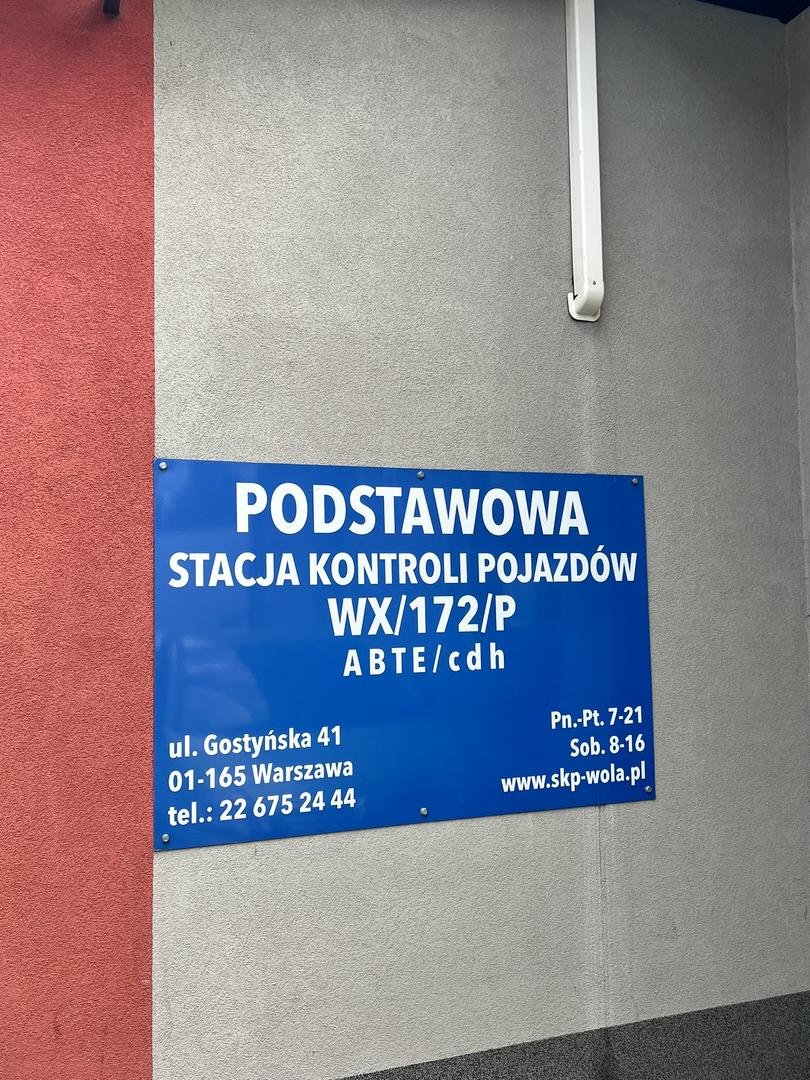 PODSTAWOWA
STACJA KONTROLI POJAZDÓW
WX/172/P
ABTE/cdh
ul. Gostyńska 41
01-165 Warszawa
tel.: 22 675 24 44
Pn.-Pt. 7-21
Sob. 8-16
www.skp-wola.pl